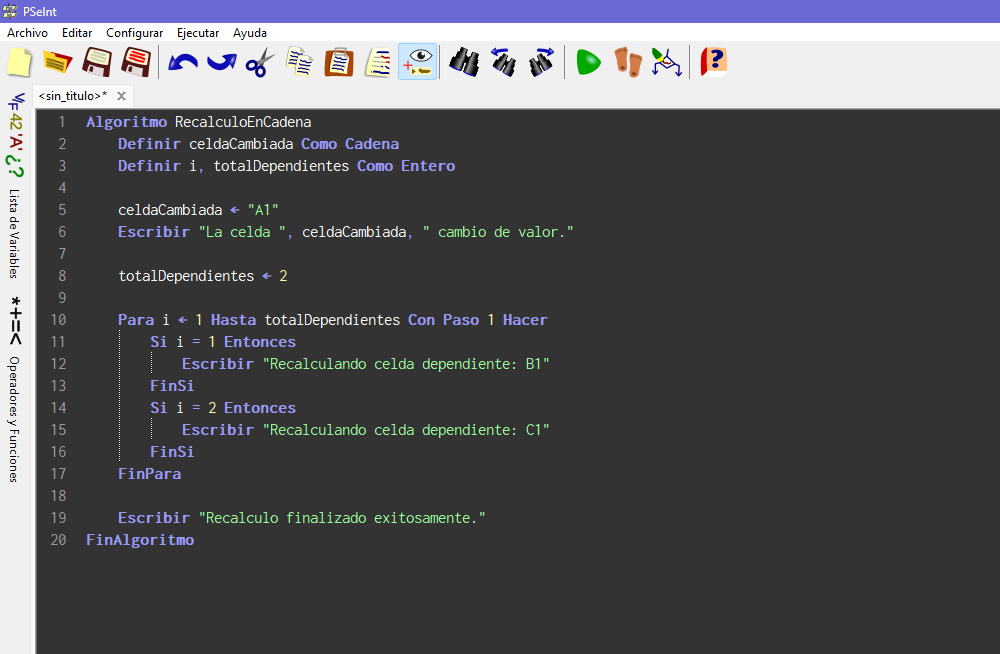 PSeInt
Archivo Editar Configurar Ejecutar Ayuda
<sin_titulo>*
1 Algoritmo RecalculoEnCadena
2 Definir celdaCambiada Como Cadena
3 Definir i, totalDependientes Como Entero
4
5 celdaCambiada ← "A1"
6 Escribir "La celda ", celdaCambiada, " cambio de valor."
7
8 totalDependientes ← 2
9
10 Para i ← 1 Hasta totalDependientes Con Paso 1 Hacer
11 Si i = 1 Entonces
12 Escribir "Recalculando celda dependiente: B1"
13 FinSi
14 Si i = 2 Entonces
15 Escribir "Recalculando celda dependiente: C1"
16 FinSi
17 FinPara
18
19 Escribir "Recalculo finalizado exitosamente."
20 FinAlgoritmo
VF42'A'¿?
Lista de Variables
*+=<
Operadores y Funciones